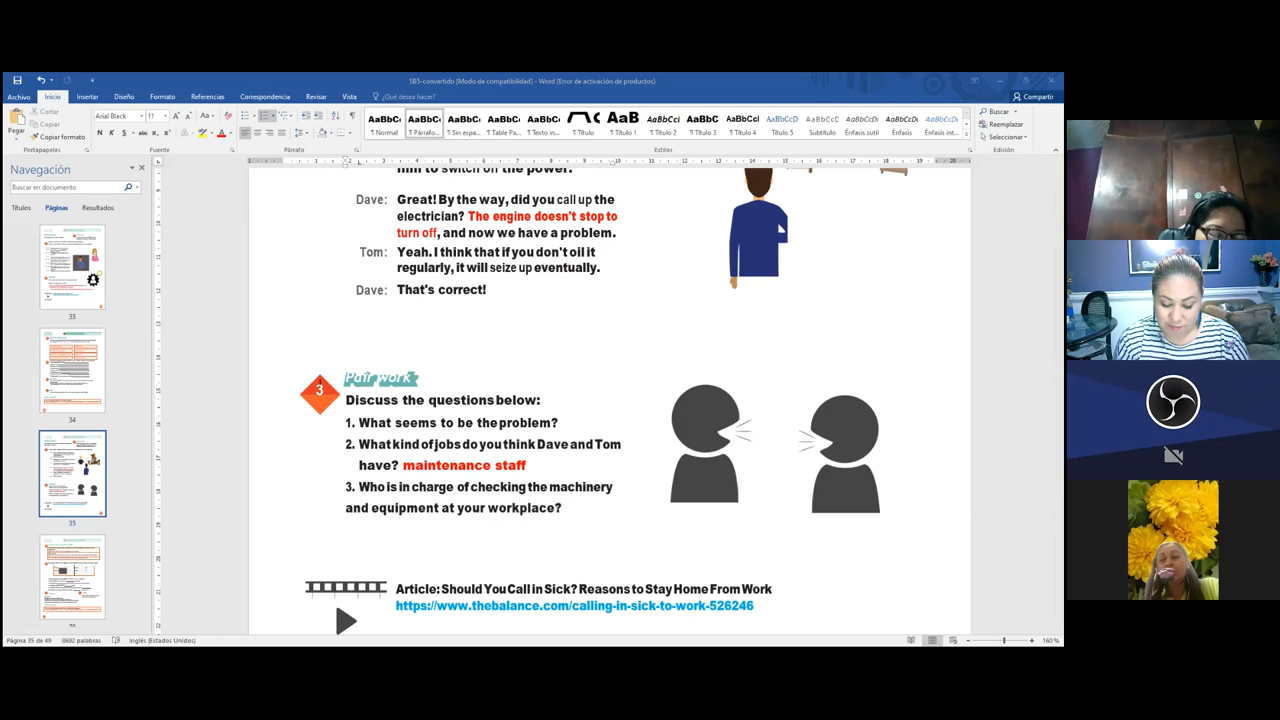 SB5-convertido [Modo de compatibilidad] - Word (Error de activación de productos)
Archivo Inicio Insertar Diseño Formato Referencias Correspondencia Revisar Vista ¿Qué desea hacer? Compartir
Pegar
Cortar
Copiar
Copiar formato
Portapapeles
Arial Black 11
Fuente
Párrafo
¶ Normal ¶ Párrafo... ¶ Sin espa... ¶ Table Pa... ¶ Texto in... ¶ Título ¶ Título 1 ¶ Título 2 ¶ Título 3 ¶ Título 4 Título 5 Subtítulo Énfasis sutil Énfasis Énfasis int...
Estilos
Buscar
Reemplazar
Seleccionar
Edición
Navegación
Buscar en documento
Títulos Páginas Resultados
33
34
35
him to switch off the power.
Dave: Great! By the way, did you call up the
electrician? The engine doesn't stop to
turn off, and now we have a problem.
Tom: Yeah. I think that if you don't oil it
regularly, it will seize up eventually.
Dave: That's correct!
3 Pair work
Discuss the questions below:
1. What seems to be the problem?
2. What kind of jobs do you think Dave and Tom
have? maintenance staff
3. Who is in charge of checking the machinery
and equipment at your workplace?
Article: Should You Call in Sick? Reasons to Stay Home From Work
https://www.thebalance.com/calling-in-sick-to-work-526246
Página 35 de 49 8692 palabras Inglés (Estados Unidos) 160 %